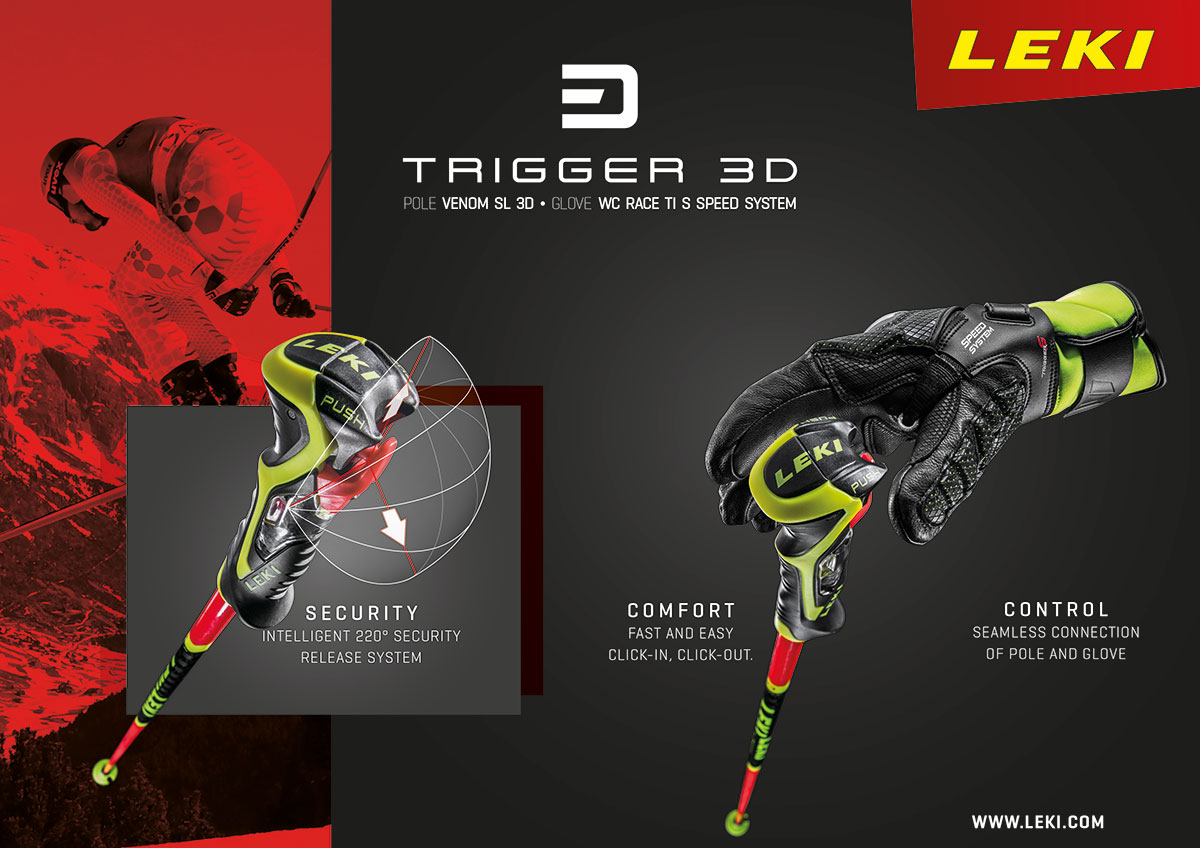 LEKI
TRIGGER 3D
POLE VENOM SL 3D • GLOVE WC RACE TI S SPEED SYSTEM
uvex
LEKI
PUSH
LEKI
SPEED
SYSTEM
LEKI
PUSH
SECURITY
INTELLIGENT 220° SECURITY
RELEASE SYSTEM
COMFORT
FAST AND EASY
CLICK-IN, CLICK-OUT.
CONTROL
SEAMLESS CONNECTION
OF POLE AND GLOVE
WWW.LEKI.COM